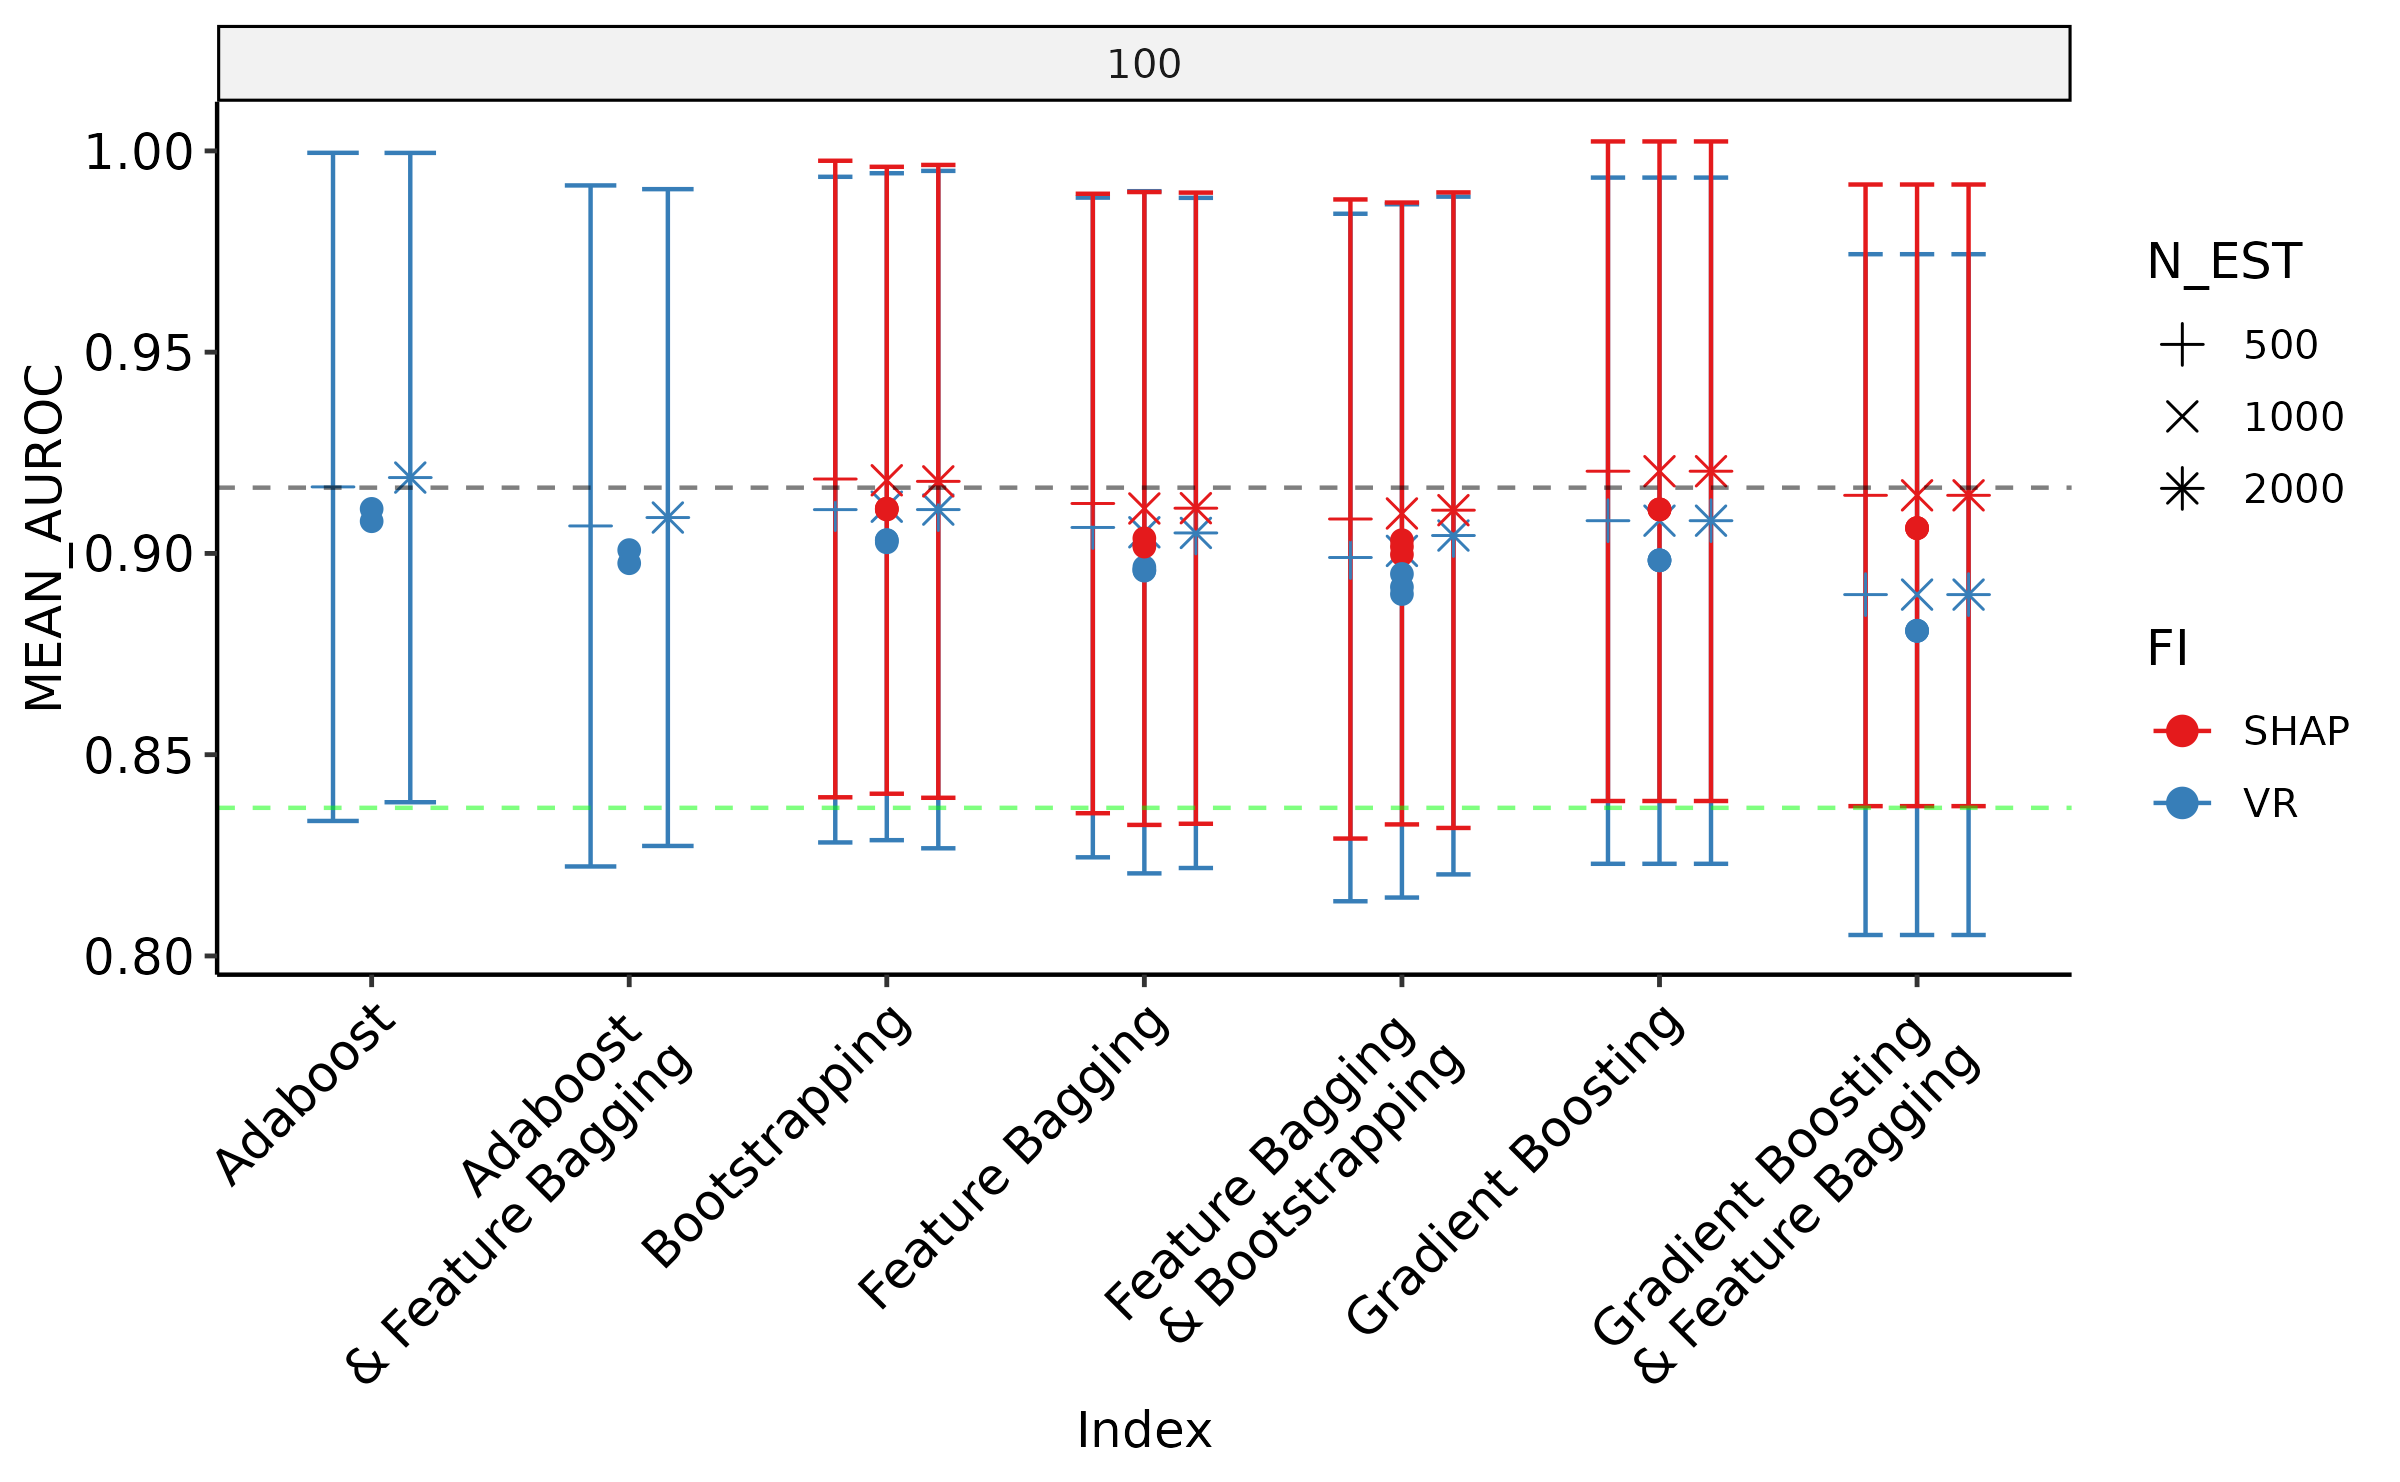 100
MEAN_AUROC
1.00
0.95
0.90
0.85
0.80
Adaboost
Adaboost
& Feature Bagging
Bootstrapping
Feature Bagging
Feature Bagging
& Bootstrapping
Gradient Boosting
Gradient Boosting
& Feature Bagging
Index
N_EST
500
1000
2000
FI
SHAP
VR